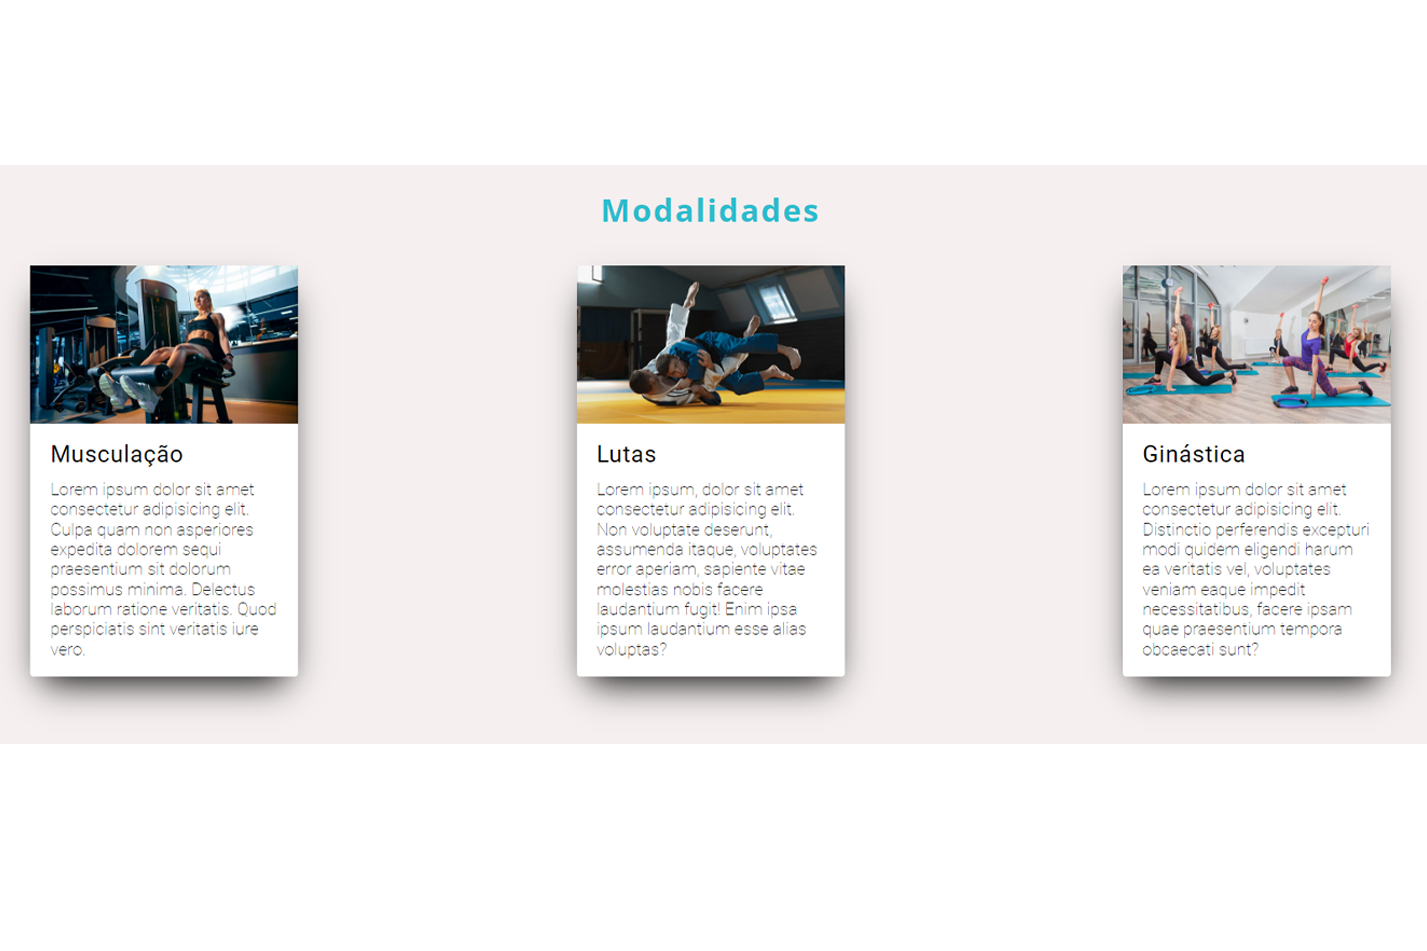 Modalidades
Musculação
Lorem ipsum dolor sit amet
consectetur adipisicing elit.
Culpa quam non asperiores
expedita dolorem sequi
praesentium sit dolorum
possimus minima. Delectus
laborum ratione veritatis. Quod
perspiciatis sint veritatis iure
vero.
Lutas
Lorem ipsum, dolor sit amet
consectetur adipisicing elit.
Non voluptate deserunt,
assumenda itaque, voluptates
error aperiam, sapiente vitae
molestias nobis facere
laudantium fugit! Enim ipsa
ipsum laudantium esse alias
voluptas?
Ginástica
Lorem ipsum dolor sit amet
consectetur adipisicing elit.
Distinctio perferendis excepturi
modi quidem eligendi harum
ea veritatis vel, voluptates
veniam eaque impedit
necessitatibus, facere ipsam
quae praesentium tempora
obcaecati sunt?